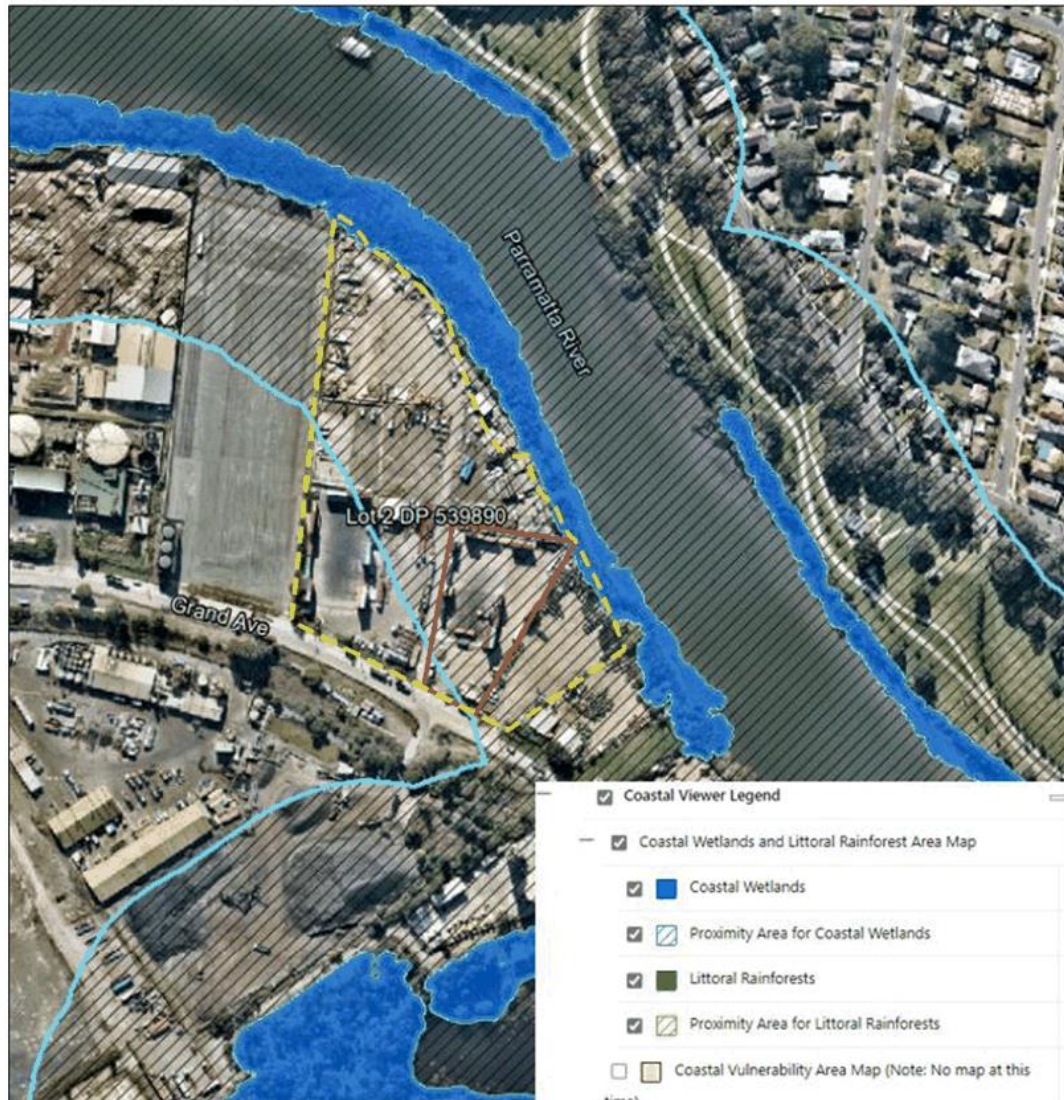 Parramatta River
Lot 2 DP 539890
Grand Ave
Coastal Viewer Legend
Coastal Wetlands and Littoral Rainforest Area Map
Coastal Wetlands
Proximity Area for Coastal Wetlands
Littoral Rainforests
Proximity Area for Littoral Rainforests
Coastal Vulnerability Area Map (Note: No map at this
time)